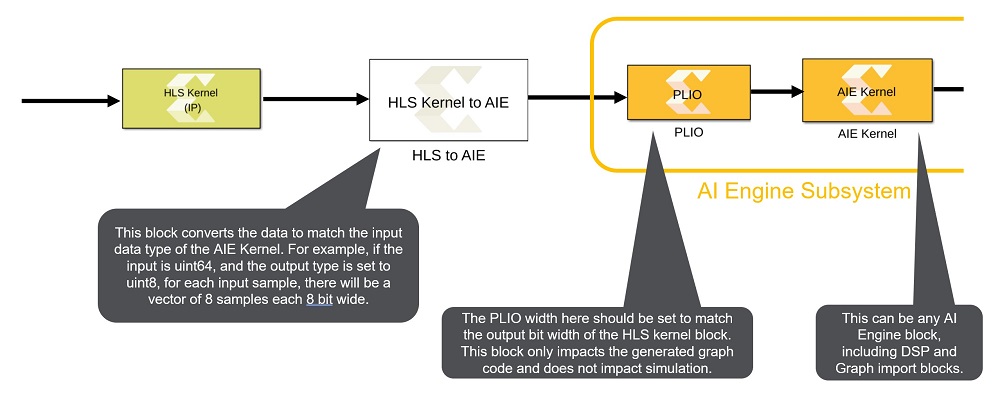 HLS Kernel
(IP)
HLS Kernel to AIE
HLS to AIE
PLIO
PLIO
AIE Kernel
AIE Kernel
AI Engine Subsystem
This block converts the data to match the input
data type of the AIE Kernel. For example, if the
input is uint64, and the output type is set to
uint8, for each input sample, there will be a
vector of 8 samples each 8 bit wide.
The PLIO width here should be set to match
the output bit width of the HLS kernel block.
This block only impacts the generated graph
code and does not impact simulation.
This can be any AI
Engine block,
including DSP and
Graph import blocks.